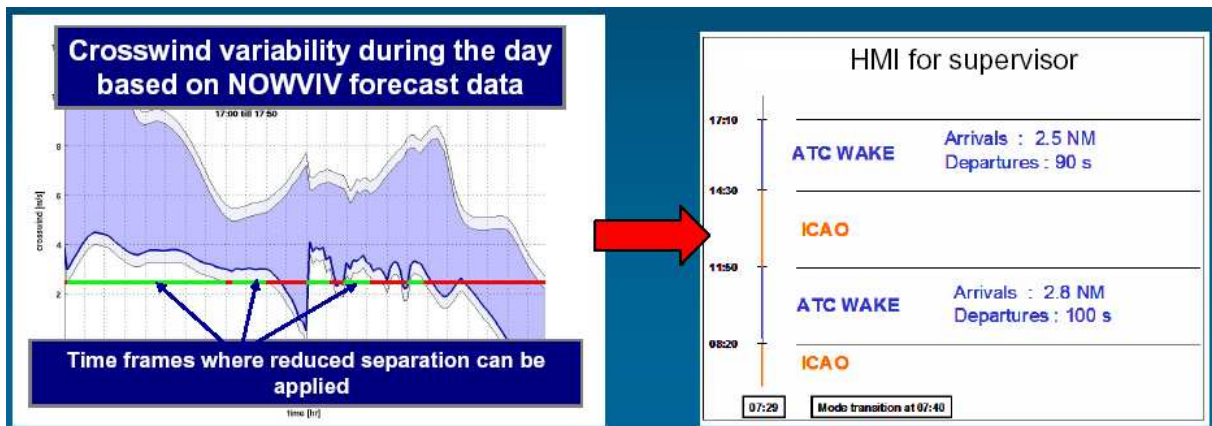 Crosswind variability during the day
based on NOWVIV forecast data
17:00 till 17:50
8
6
4
2
crosswind [m/s]
Time frames where reduced separation can be
applied
time [hr]
HMI for supervisor
17:10
ATC WAKE
Arrivals : 2.5 NM
Departures : 90 s
14:30
ICAO
11:50
ATC WAKE
Arrivals : 2.8 NM
Departures : 100 s
08:20
ICAO
07:29
Mode transition at 07:40